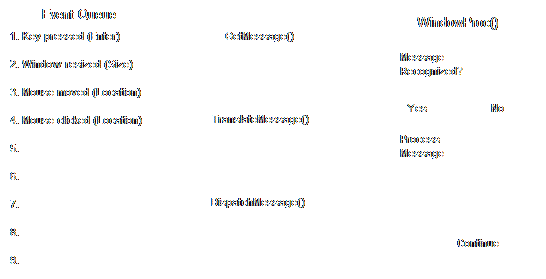 Event Queue
WindowProc()
1. Key pressed (Enter)
GetMessage()
2. Window resized (Size)
Message
Recognized?
3. Mouse moved (Location)
Yes
No
4. Mouse clicked (Location)
TranslateMessage()
Process
Message
5.
6.
7.
DispatchMessage()
8.
Continue
9.